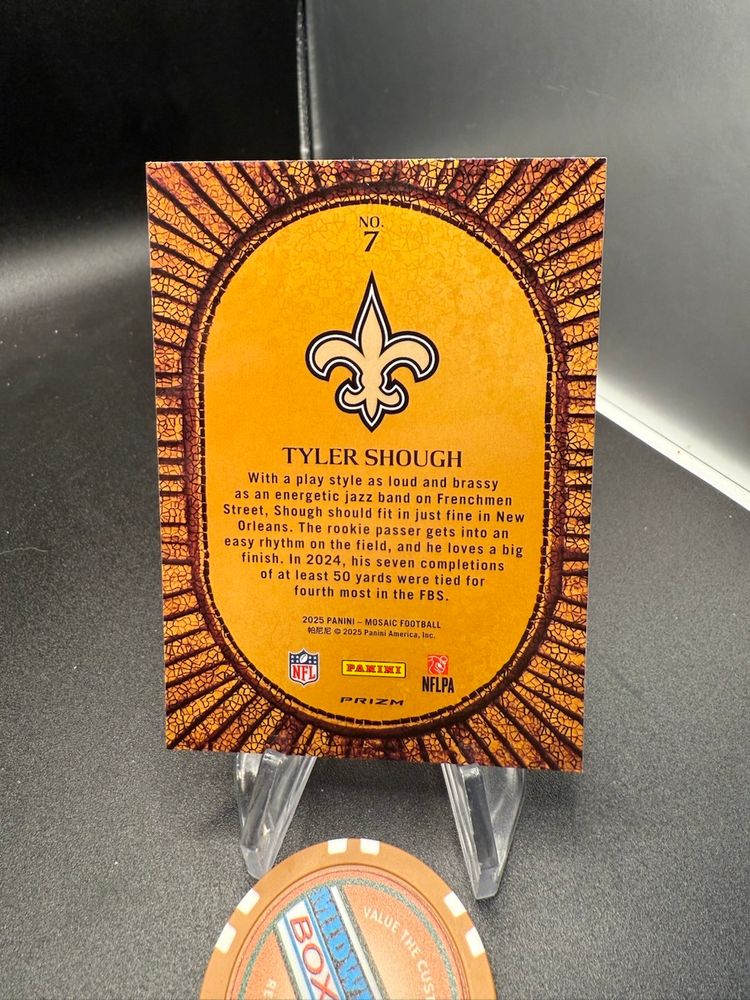 NO.
7
TYLER SHOUGH
With a play style as loud and brassy
as an energetic jazz band on Frenchmen
Street, Shough should fit in just fine in New
Orleans. The rookie passer gets into an
easy rhythm on the field, and he loves a big
finish. In 2024, his seven completions
of at least 50 yards were tied for
fourth most in the FBS.
2025 PANINI – MOSAIC FOOTBALL
帕尼尼 © 2025 Panini America, Inc.
NFL
PANINI
NFLPA
PRIZM
BOX
VALUE THE